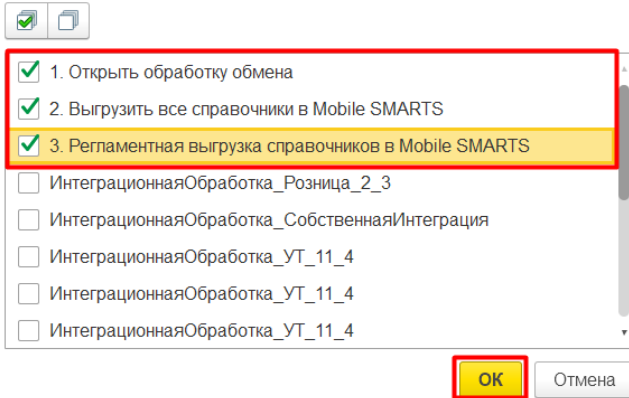 1. Открыть обработку обмена
2. Выгрузить все справочники в Mobile SMARTS
3. Регламентная выгрузка справочников в Mobile SMARTS
ИнтеграционнаяОбработка_Розница_2_3
ИнтеграционнаяОбработка_СобственнаяИнтеграция
ИнтеграционнаяОбработка_УТ_11_4
ИнтеграционнаяОбработка_УТ_11_4
ИнтеграционнаяОбработка_УТ_11_4
ОК Отмена